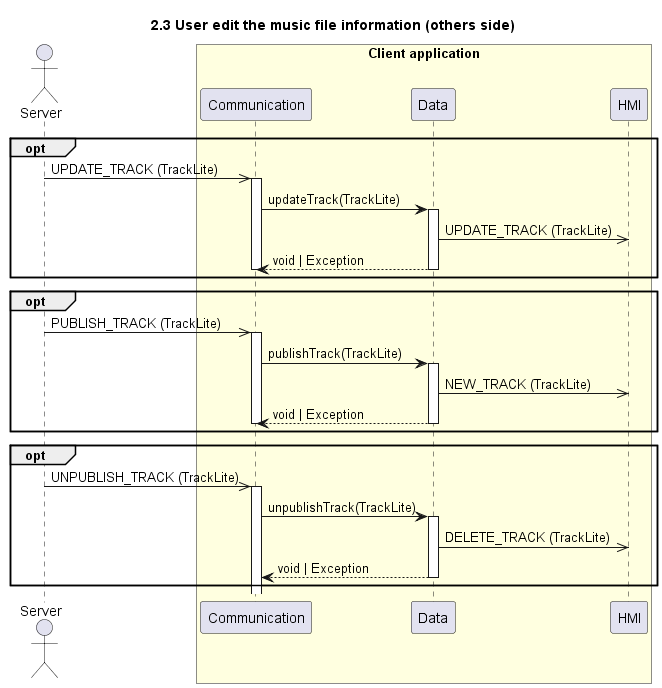 2.3 User edit the music file information (others side)
Client application
Server
Communication
Data
HMI
opt
UPDATE_TRACK (TrackLite)
updateTrack(TrackLite)
UPDATE_TRACK (TrackLite)
void | Exception
opt
PUBLISH_TRACK (TrackLite)
publishTrack(TrackLite)
NEW_TRACK (TrackLite)
void | Exception
opt
UNPUBLISH_TRACK (TrackLite)
unpublishTrack(TrackLite)
DELETE_TRACK (TrackLite)
void | Exception
Server
Communication
Data
HMI